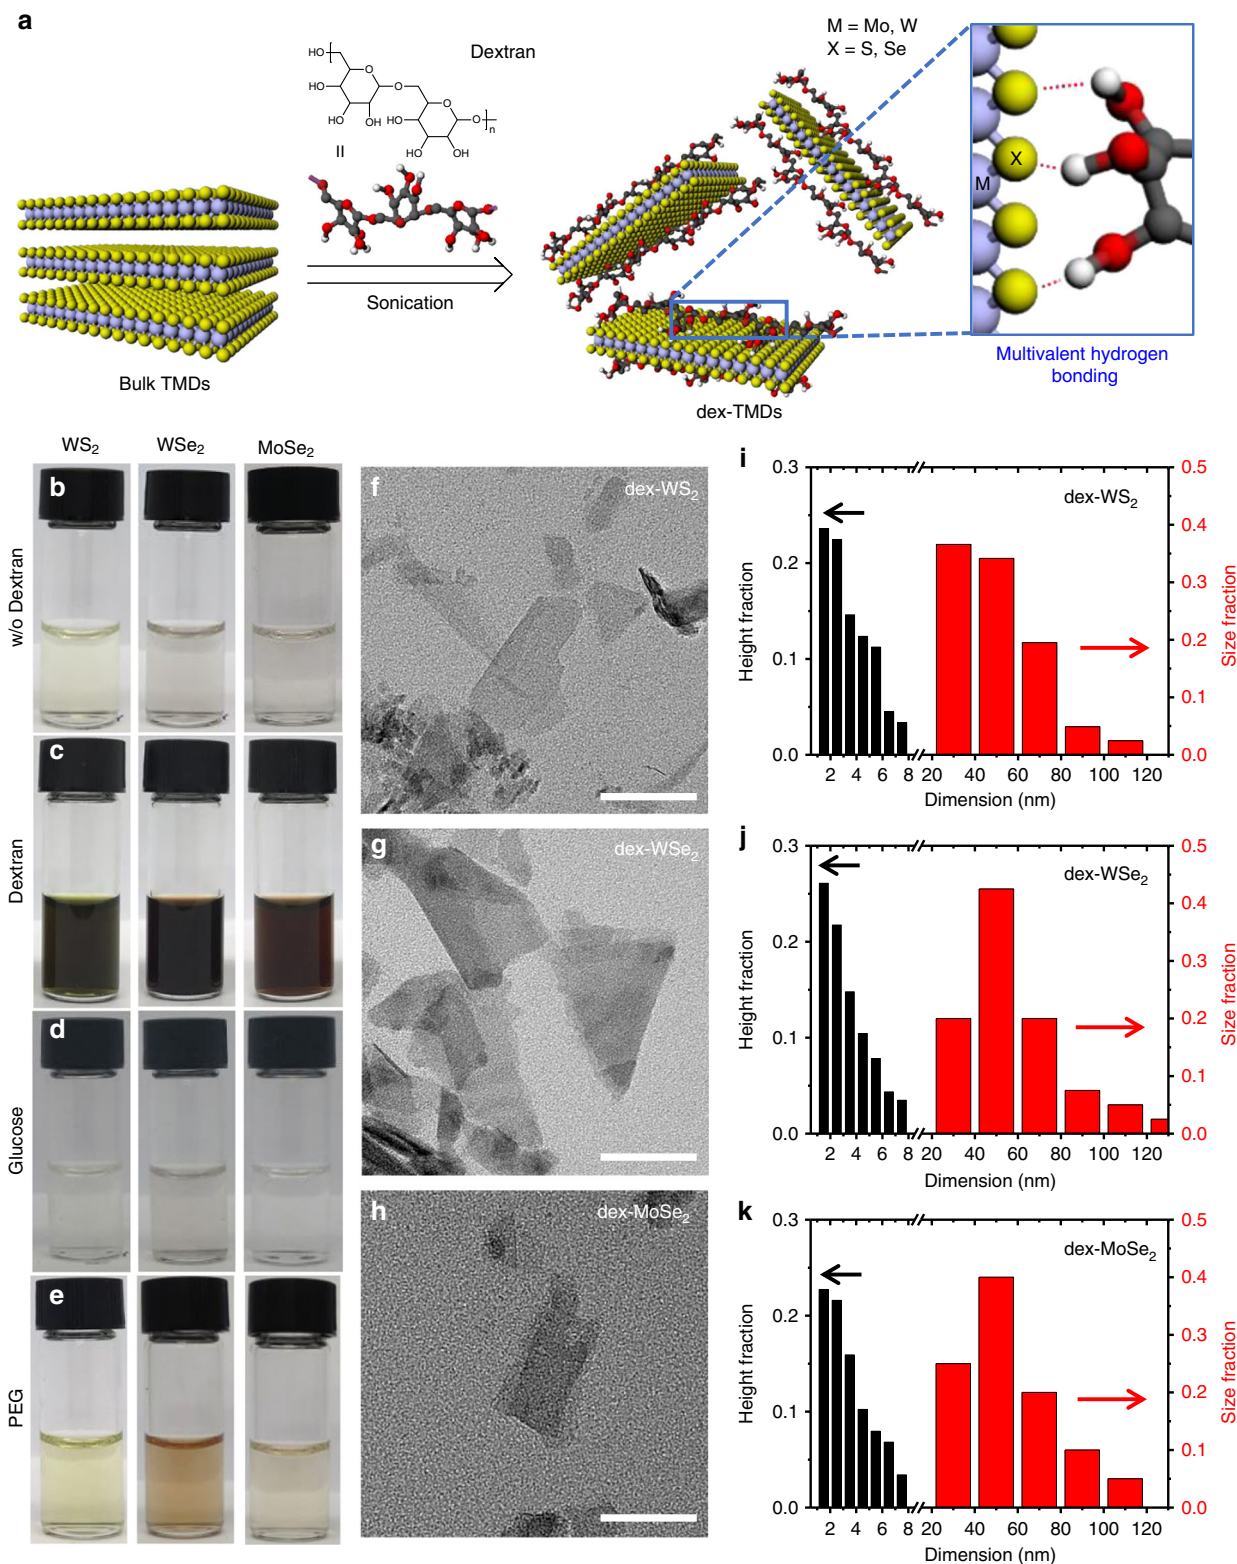 a
Dextran
HO
O
HO
HO
OH
O
O
HO
HO
OH
O
n
II
Sonication
Bulk TMDs
M = Mo, W
X = S, Se
dex-TMDs
X
M
Multivalent hydrogen
bonding
WS2
WSe2
MoSe2
w/o Dextran
b
Dextran
c
Glucose
d
PEG
e
f
dex-WS2
g
dex-WSe2
h
dex-MoSe2
i
dex-WS2
Height fraction
0.3
0.2
0.1
0.0
Size fraction
0.5
0.4
0.3
0.2
0.1
0.0
2 4 6 8 20 40 60 80 100 120
Dimension (nm)
j
dex-WSe2
Height fraction
0.3
0.2
0.1
0.0
Size fraction
0.5
0.4
0.3
0.2
0.1
0.0
2 4 6 8 20 40 60 80 100 120
Dimension (nm)
k
dex-MoSe2
Height fraction
0.3
0.2
0.1
0.0
Size fraction
0.5
0.4
0.3
0.2
0.1
0.0
2 4 6 8 20 40 60 80 100 120
Dimension (nm)